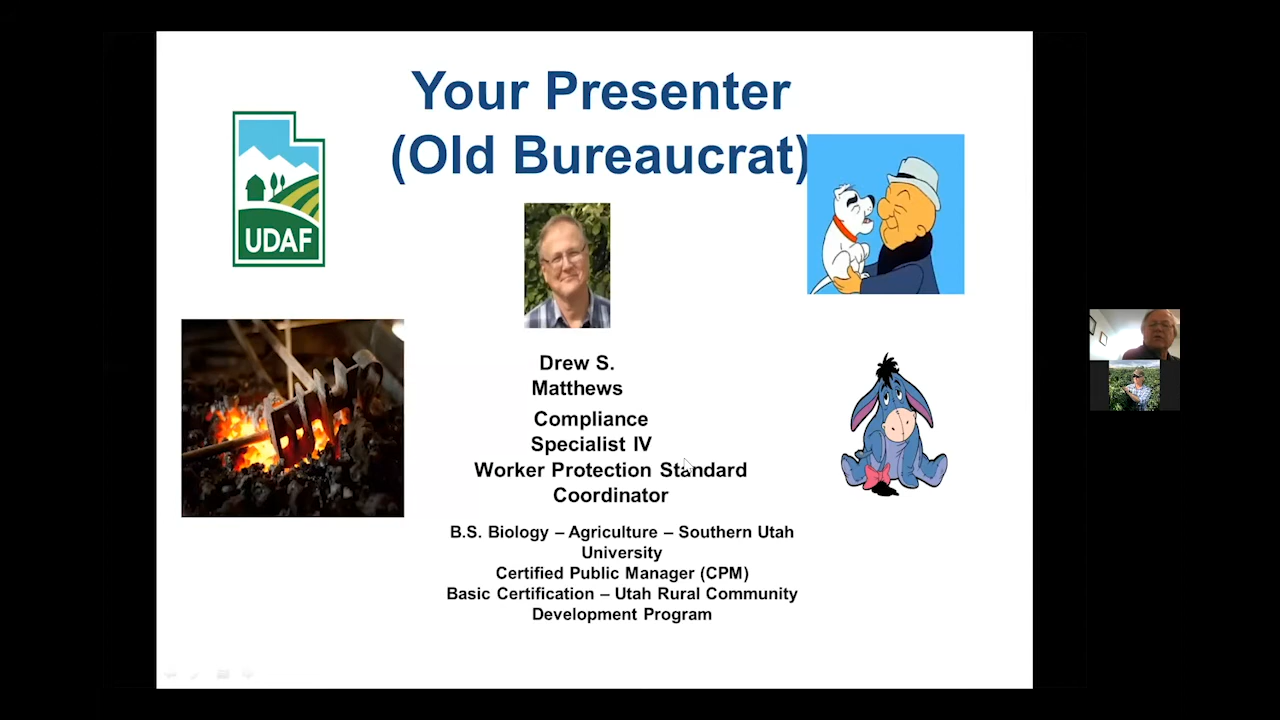 Your Presenter
(Old Bureaucrat)
UDAF
Drew S.
Matthews
Compliance
Specialist IV
Worker Protection Standard
Coordinator
B.S. Biology – Agriculture – Southern Utah
University
Certified Public Manager (CPM)
Basic Certification – Utah Rural Community
Development Program